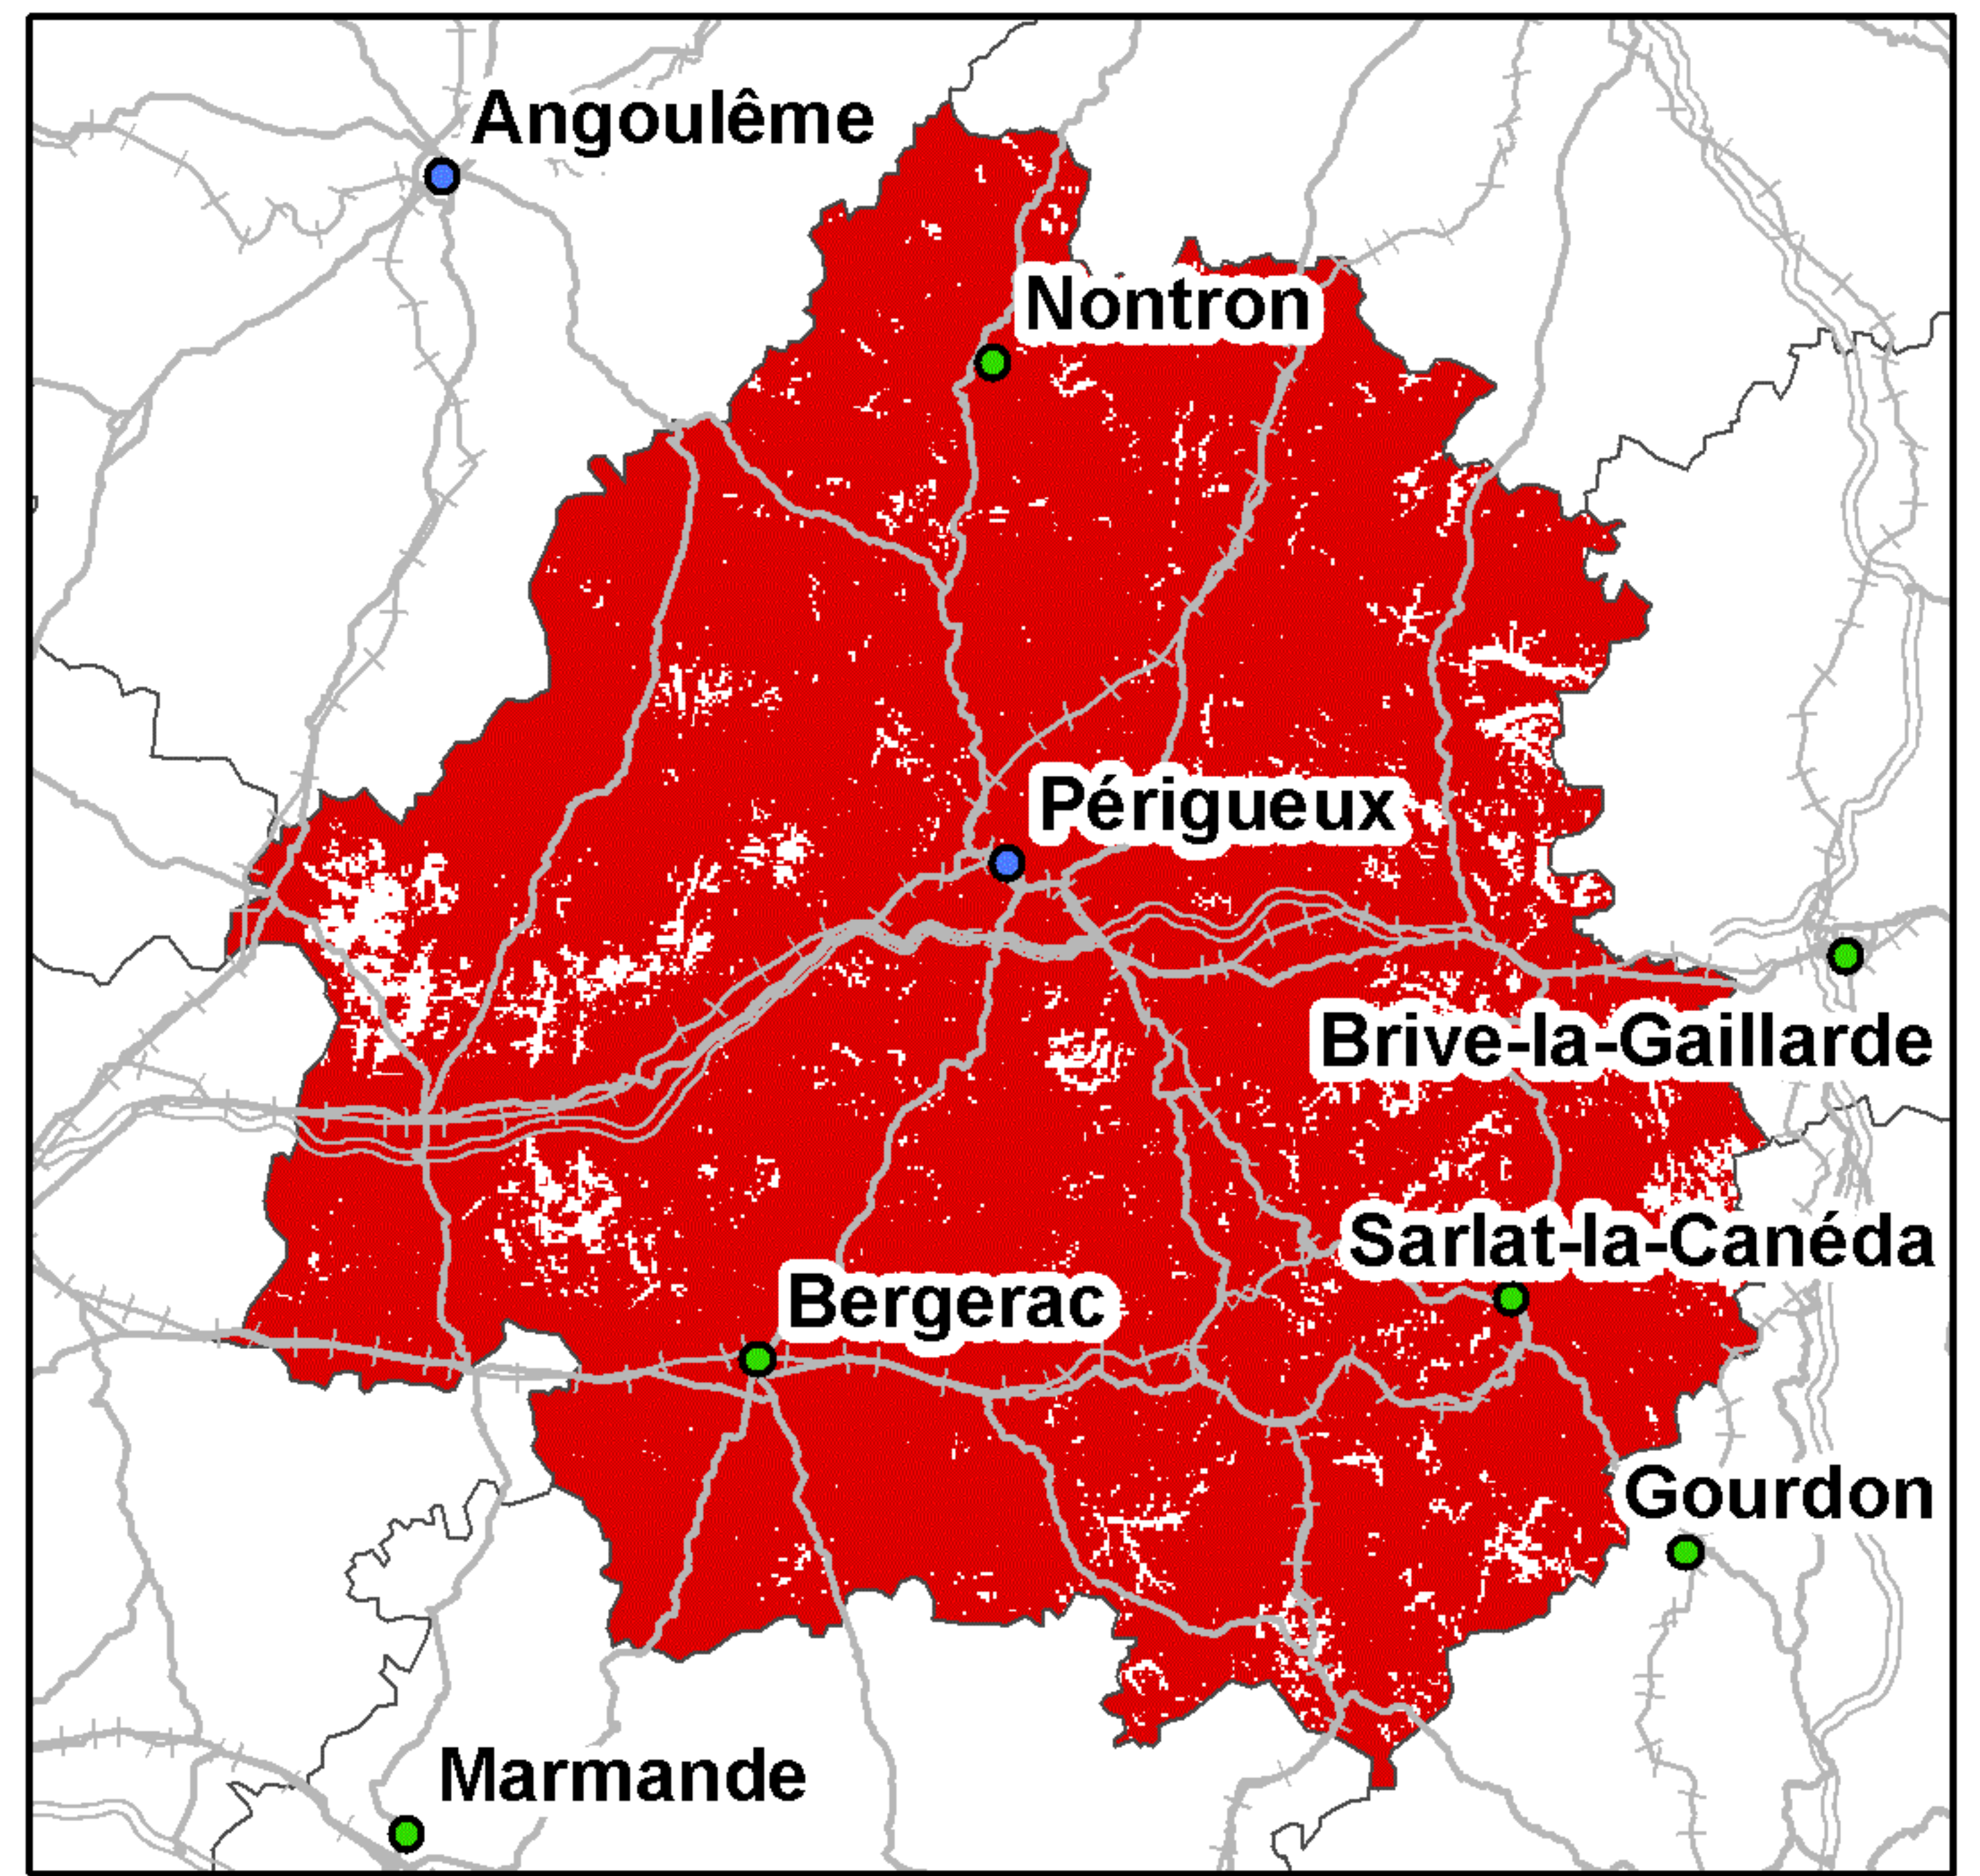 Angoulême
Nontron
Périgueux
Brive-la-Gaillarde
Sarlat-la-Canéda
Bergerac
Gourdon
Marmande